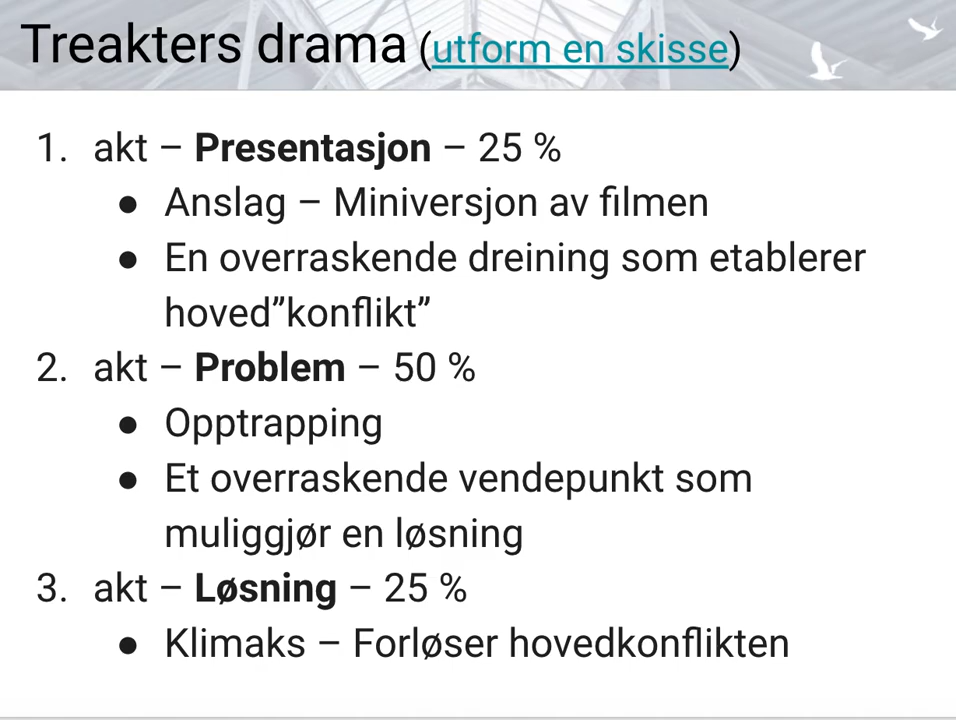 Treakters drama (utform en skisse)
1. akt – Presentasjon – 25 %
● Anslag – Miniversjon av filmen
● En overraskende dreining som etablerer
hoved”konflikt”
2. akt – Problem – 50 %
● Opptrapping
● Et overraskende vendepunkt som
muliggjør en løsning
3. akt – Løsning – 25 %
● Klimaks – Forløser hovedkonflikten